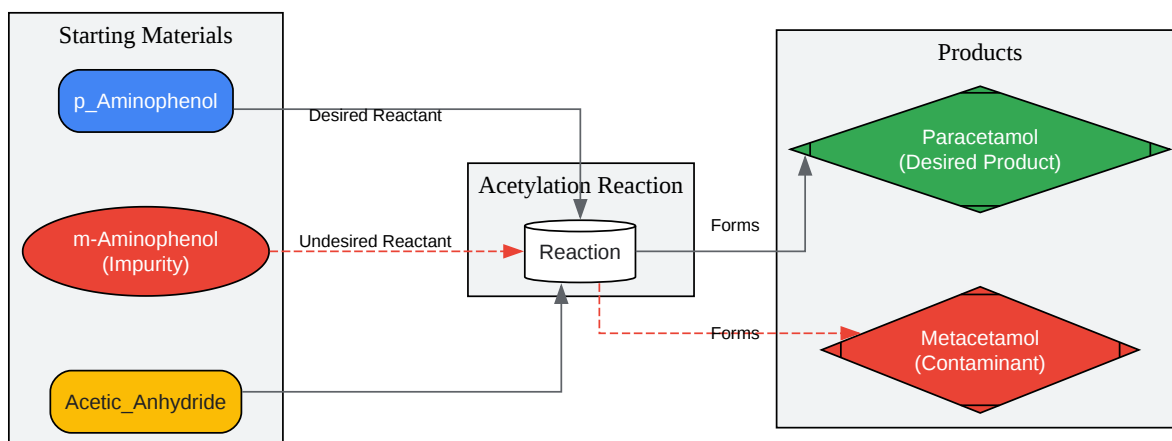 Starting Materials
p_Aminophenol
m-Aminophenol
(Impurity)
Acetic_Anhydride
Desired Reactant
Undesired Reactant
Acetylation Reaction
Reaction
Forms
Forms
Products
Paracetamol
(Desired Product)
Metacetamol
(Contaminant)